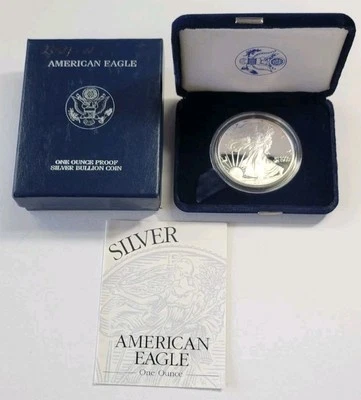 AMERICAN EAGLE
ONE OUNCE PROOF
SILVER BULLION COIN
SILVER
AMERICAN
EAGLE
One Ounce